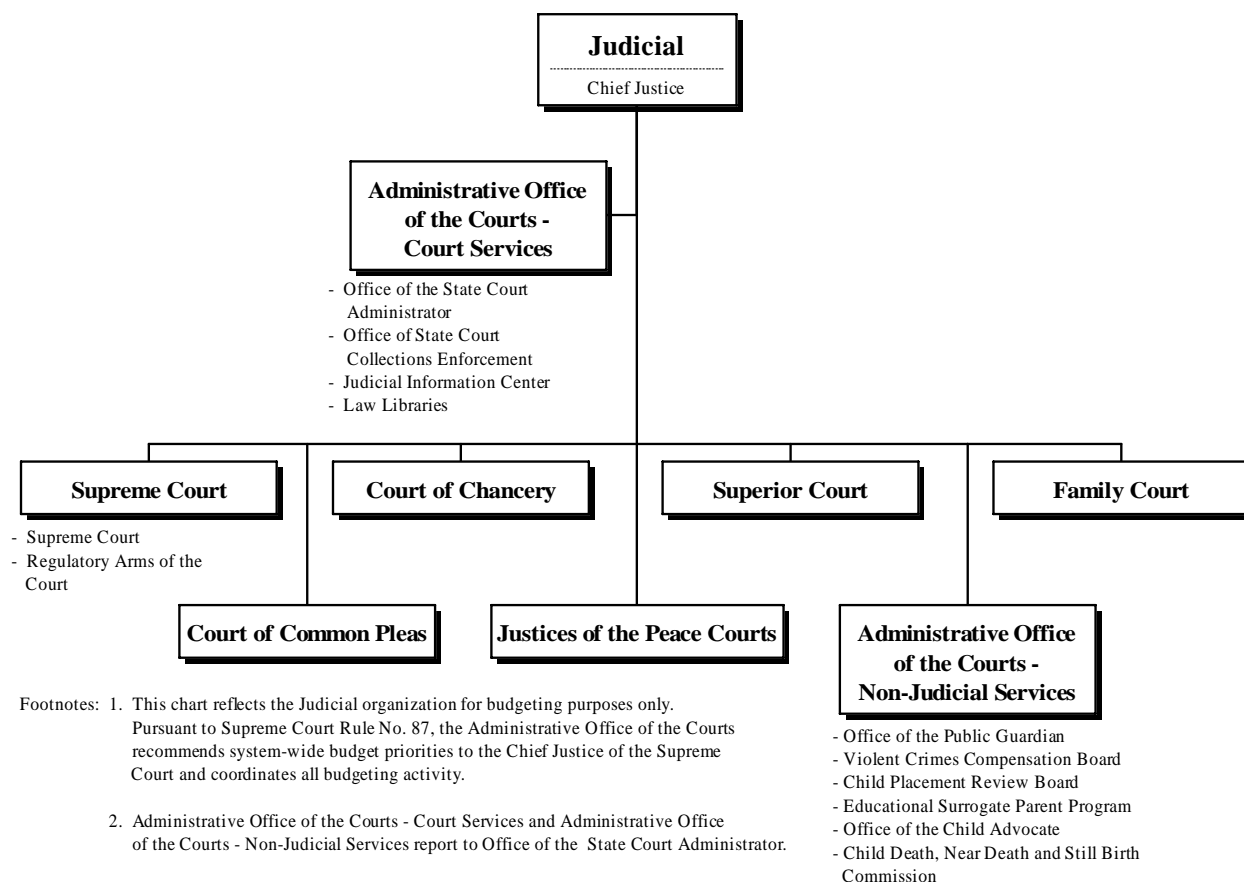 Judicial
Chief Justice
Administrative Office
of the Courts -
Court Services
- Office of the State Court
Administrator
- Office of State Court
Collections Enforcement
- Judicial Information Center
- Law Libraries
Supreme Court
Court of Chancery
Superior Court
Family Court
- Supreme Court
- Regulatory Arms of the
Court
Court of Common Pleas
Justices of the Peace Courts
Administrative Office
of the Courts -
Non-Judicial Services
- Office of the Public Guardian
- Violent Crimes Compensation Board
- Child Placement Review Board
- Educational Surrogate Parent Program
- Office of the Child Advocate
- Child Death, Near Death and Still Birth
Commission
Footnotes: 1. This chart reflects the Judicial organization for budgeting purposes only.
Pursuant to Supreme Court Rule No. 87, the Administrative Office of the Courts
recommends system-wide budget priorities to the Chief Justice of the Supreme
Court and coordinates all budgeting activity.
2. Administrative Office of the Courts - Court Services and Administrative Office
of the Courts - Non-Judicial Services report to Office of the State Court Administrator.